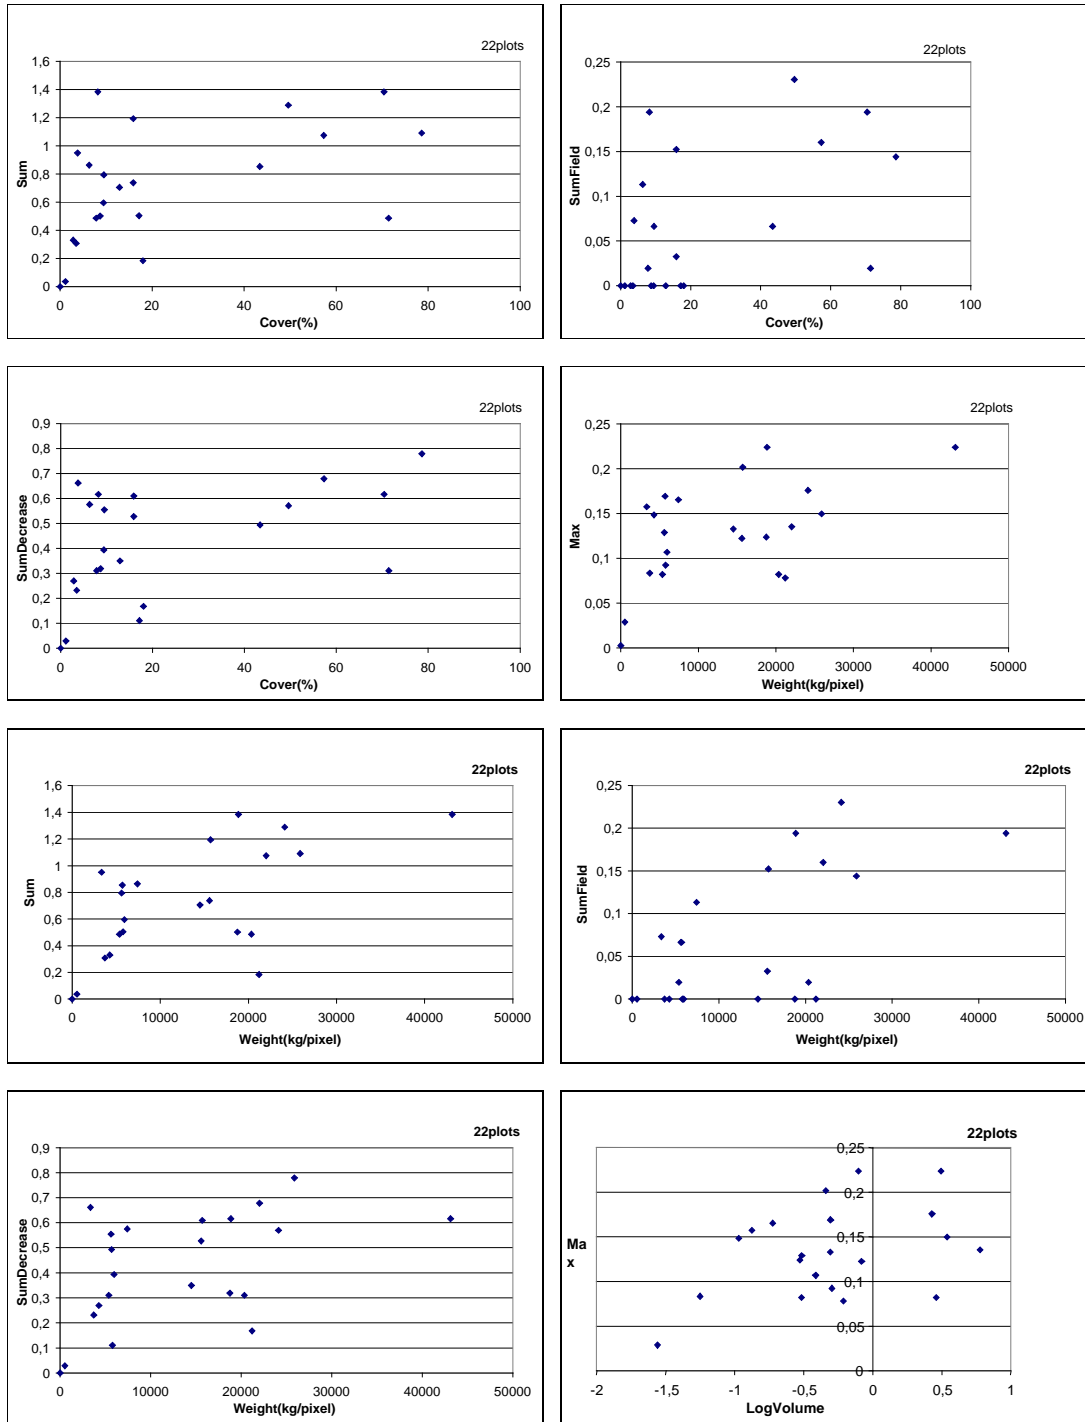 22plots
1,6
1,4
1,2
1
0,8
0,6
0,4
0,2
0
Sum
0 20 40 60 80 100
Cover(%)
22plots
0,25
0,2
0,15
0,1
0,05
0
SumField
0 20 40 60 80 100
Cover(%)
22plots
0,9
0,8
0,7
0,6
0,5
0,4
0,3
0,2
0,1
0
SumDecrease
0 20 40 60 80 100
Cover(%)
22plots
0,25
0,2
0,15
0,1
0,05
0
Max
0 10000 20000 30000 40000 50000
Weight(kg/pixel)
22plots
1,6
1,4
1,2
1
0,8
0,6
0,4
0,2
0
Sum
0 10000 20000 30000 40000 50000
Weight(kg/pixel)
22plots
0,25
0,2
0,15
0,1
0,05
0
SumField
0 10000 20000 30000 40000 50000
Weight(kg/pixel)
22plots
0,9
0,8
0,7
0,6
0,5
0,4
0,3
0,2
0,1
0
SumDecrease
0 10000 20000 30000 40000 50000
Weight(kg/pixel)
22plots
0,25
0,2
0,15
0,1
0,05
0
Ma
x
-2 -1,5 -1 -0,5 0 0,5 1
LogVolume